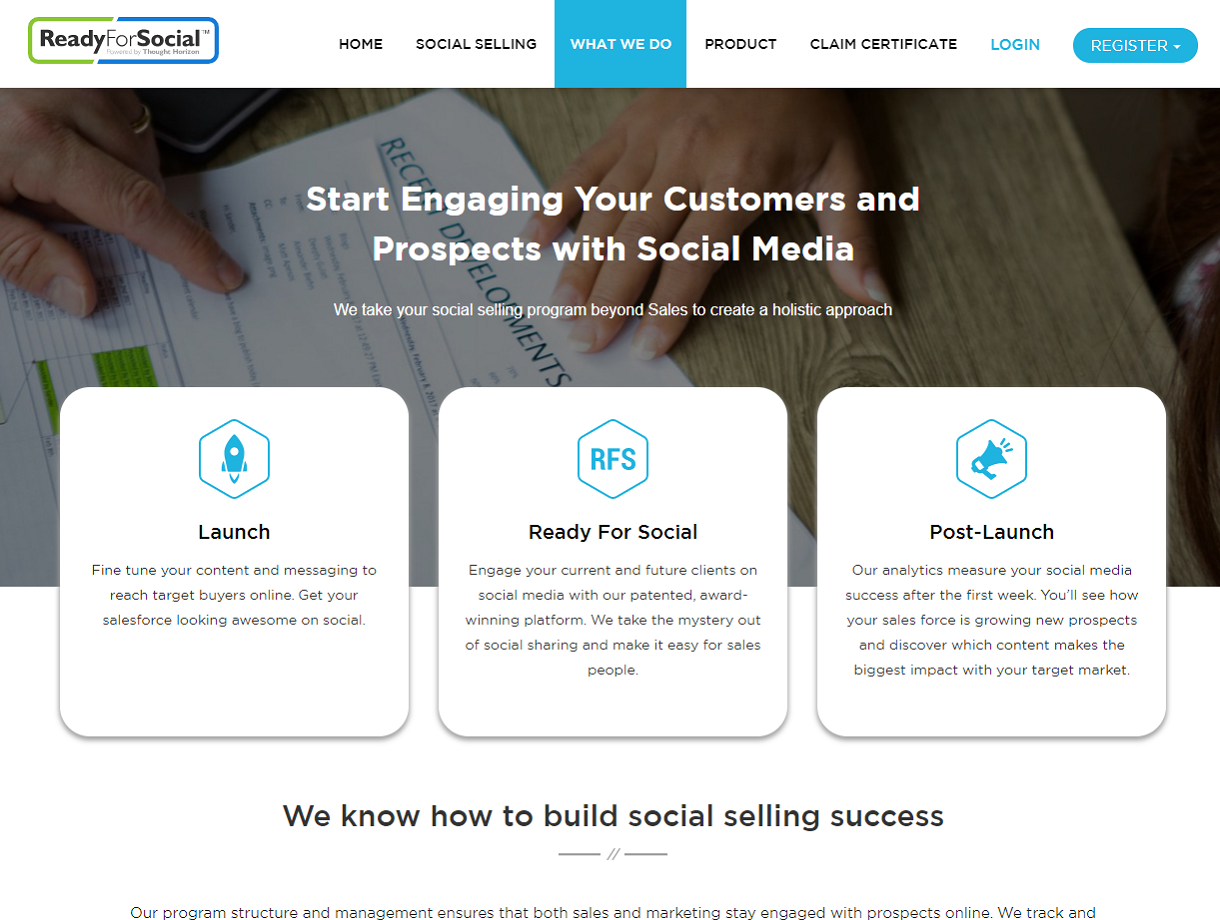 ReadyForSocial™
Powered by Thought Horizon
HOME
SOCIAL SELLING
WHAT WE DO
PRODUCT
CLAIM CERTIFICATE
LOGIN
REGISTER
RECENT DEVELOPMENTS
Start Engaging Your Customers and
Prospects with Social Media
We take your social selling program beyond Sales to create a holistic approach
Launch
Fine tune your content and messaging to
reach target buyers online. Get your
salesforce looking awesome on social.
RFS
Ready For Social
Engage your current and future clients on
social media with our patented, award-
winning platform. We take the mystery out
of social sharing and make it easy for sales
people.
Post-Launch
Our analytics measure your social media
success after the first week. You'll see how
your sales force is growing new prospects
and discover which content makes the
biggest impact with your target market.
We know how to build social selling success
//
Our program structure and management ensures that both sales and marketing stay engaged with prospects online. We track and